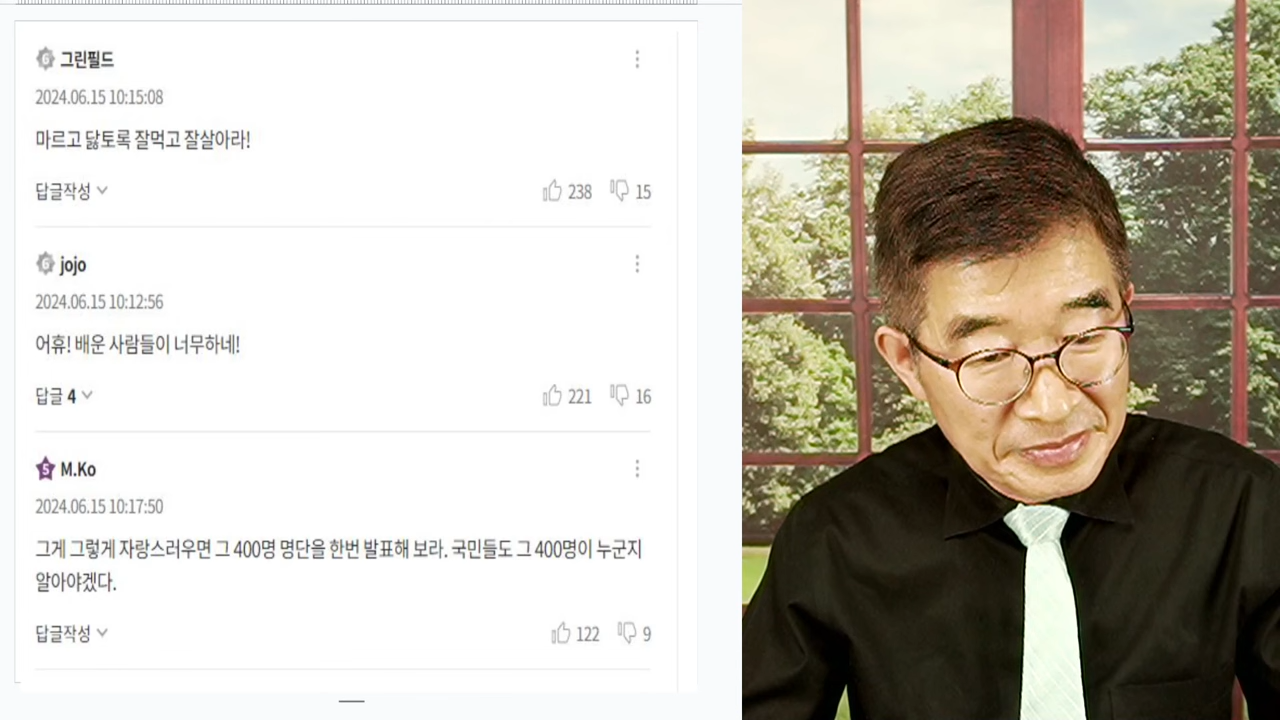 그린필드
2024.06.15 10:15:08
마르고 닳토록 잘먹고 잘살아라!
답글작성 238 15
jojo
2024.06.15 10:12:56
어휴! 배운 사람들이 너무하네!
답글 4 221 16
M.Ko
2024.06.15 10:17:50
그게 그렇게 자랑스러우면 그 400명 명단을 한번 발표해 보라. 국민들도 그 400명이 누군지
알아야겠다.
답글작성 122 9